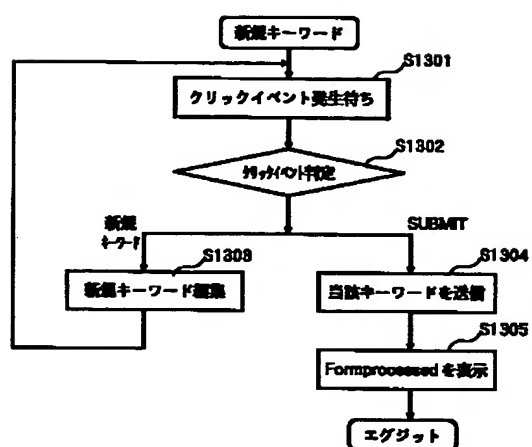 新規キーワード
S1301
クリックイベント発生待ち
S1302
クリックイベント判定
新規
キーワード
SUBMIT
S1303
新規キーワード編集
S1304
当該キーワードを送信
S1305
Formprocessedを表示
エグジット